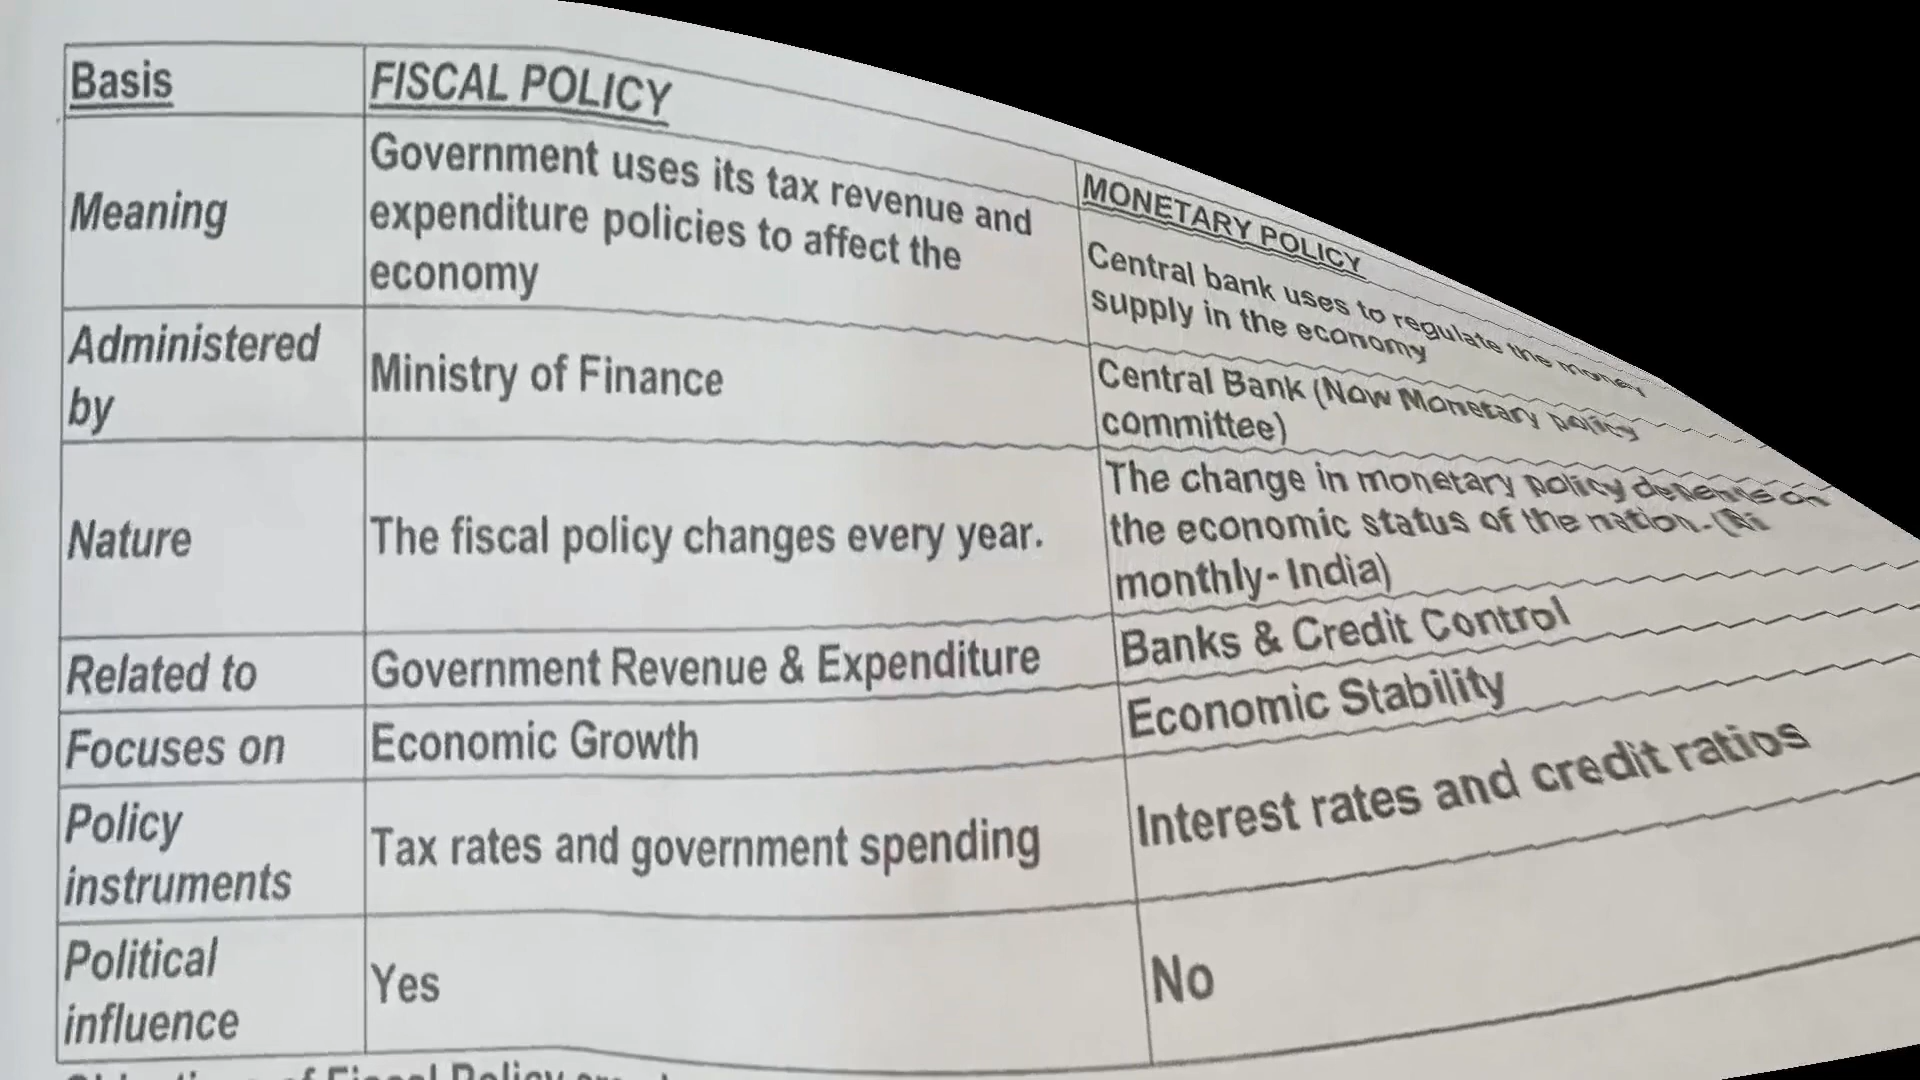 Basis
FISCAL POLICY
MONETARY POLICY
Meaning
Government uses its tax revenue and
expenditure policies to affect the
economy
Central bank uses to regulate the money
supply in the economy
Administered
by
Ministry of Finance
Central Bank (Now Monetary policy
committee)
Nature
The fiscal policy changes every year.
The change in monetary policy depends on
the economic status of the nation.-(Bi
monthly- India)
Related to
Government Revenue & Expenditure
Banks & Credit Control
Focuses on
Economic Growth
Economic Stability
Policy
instruments
Tax rates and government spending
Interest rates and credit ratios
Political
influence
Yes
No
of Fiscal Policy